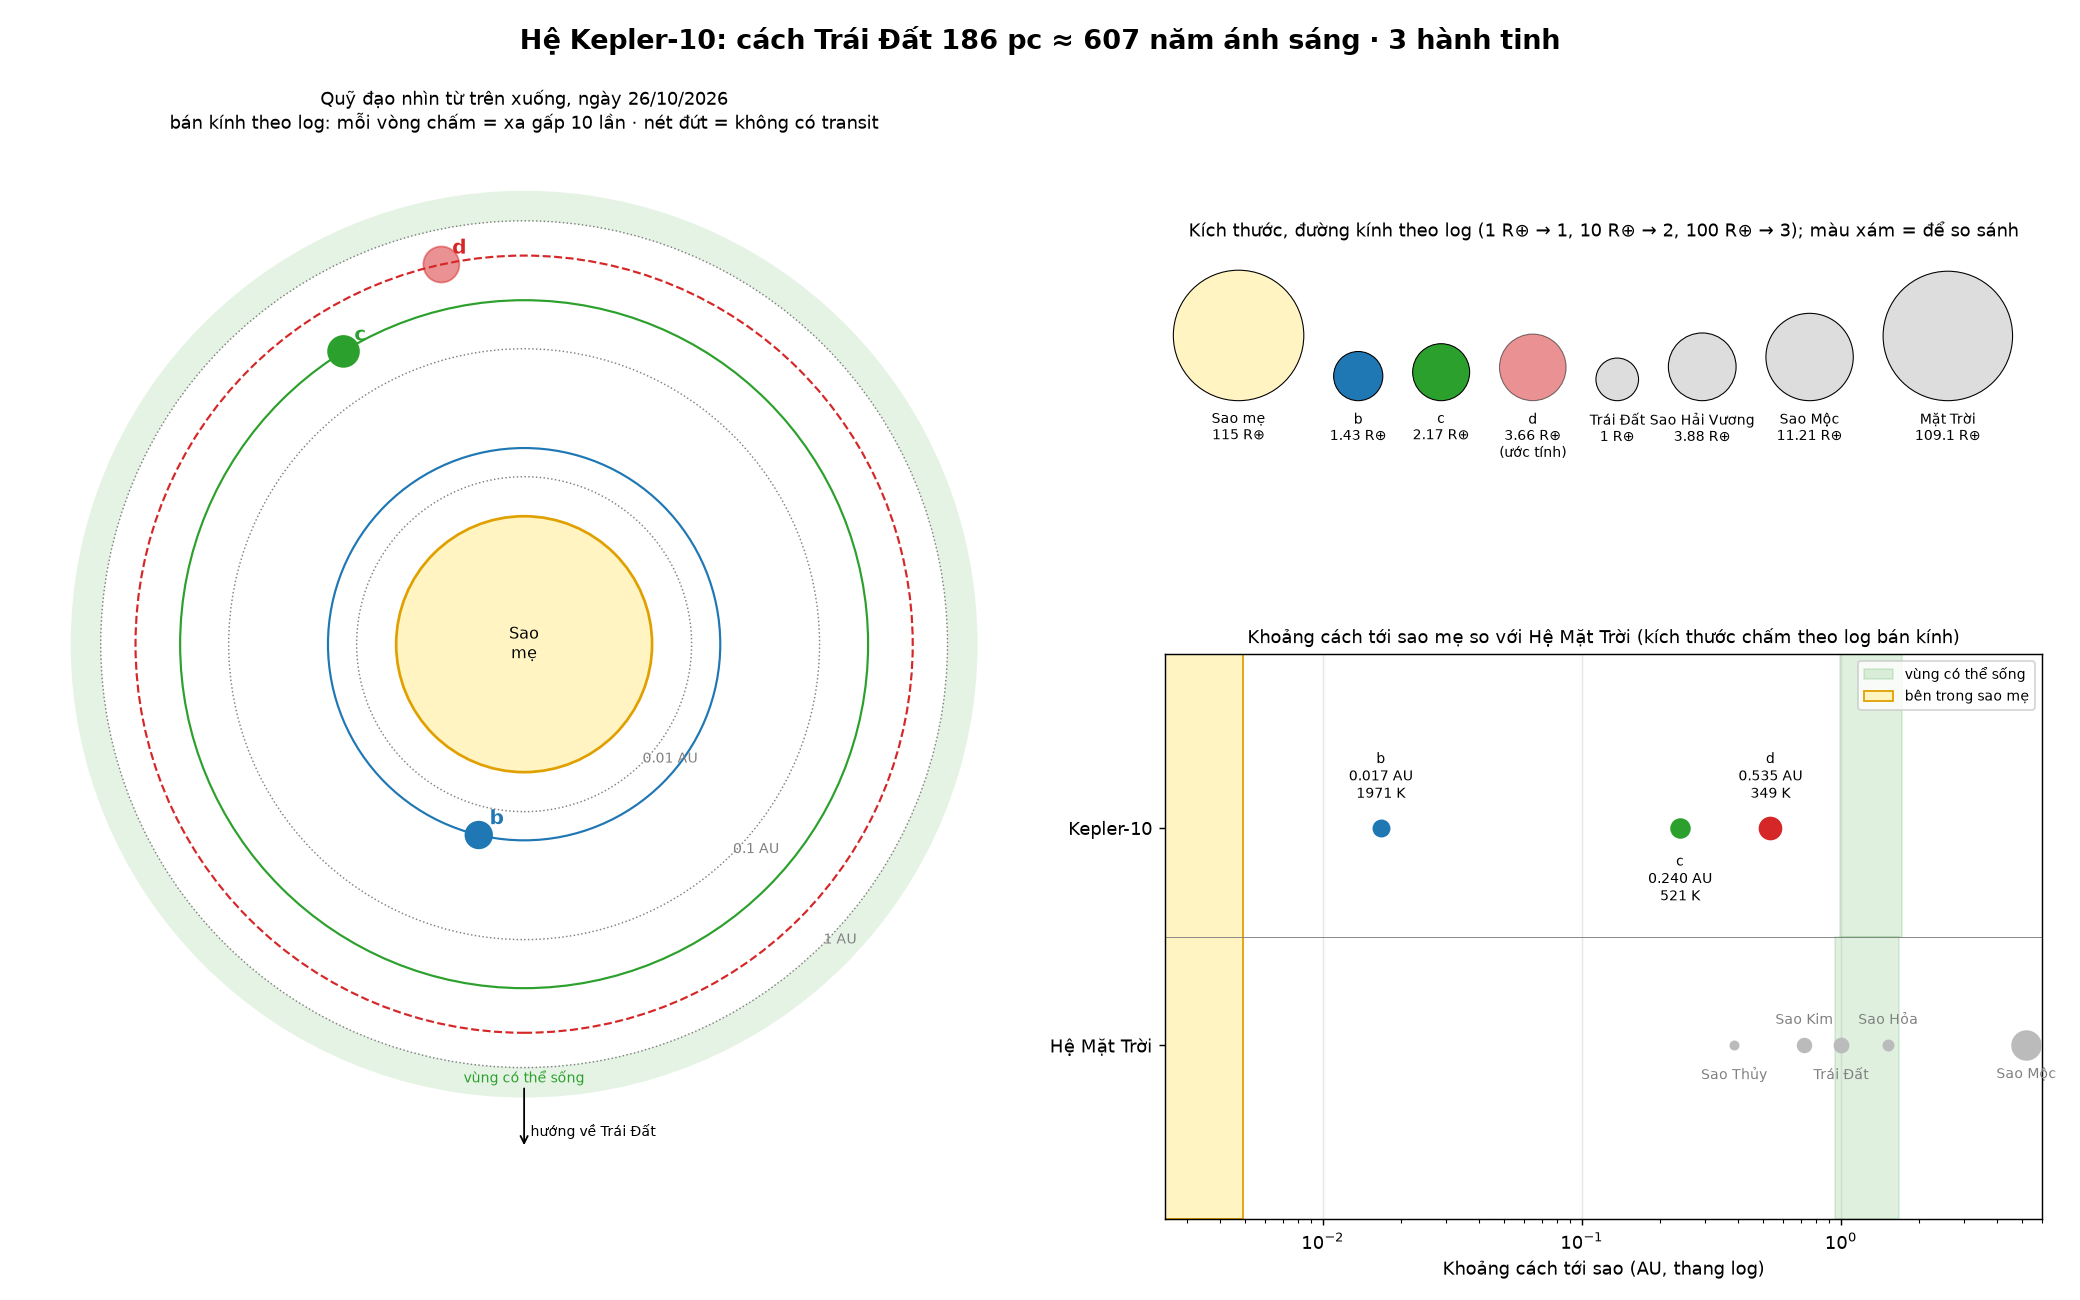 Hệ Kepler-10: cách Trái Đất 186 pc ≈ 607 năm ánh sáng · 3 hành tinh
Quỹ đạo nhìn từ trên xuống, ngày 26/10/2026
bán kính theo log: mỗi vòng chấm = xa gấp 10 lần · nét đứt = không có transit
d
c
Sao
mẹ
0.01 AU
b
0.1 AU
1 AU
vùng có thể sống
hướng về Trái Đất
Kích thước, đường kính theo log (1 R⊕ → 1, 10 R⊕ → 2, 100 R⊕ → 3); màu xám = để so sánh
Sao mẹ
115 R⊕
b
1.43 R⊕
c
2.17 R⊕
d
3.66 R⊕
(ước tính)
Trái Đất
1 R⊕
Sao Hải Vương
3.88 R⊕
Sao Mộc
11.21 R⊕
Mặt Trời
109.1 R⊕
Khoảng cách tới sao mẹ so với Hệ Mặt Trời (kích thước chấm theo log bán kính)
vùng có thể sống
bên trong sao mẹ
b
0.017 AU
1971 K
d
0.535 AU
349 K
Kepler-10
c
0.240 AU
521 K
Sao Kim
Sao Hỏa
Hệ Mặt Trời
Sao Thủy
Trái Đất
Sao Mộc
10⁻²
10⁻¹
10⁰
Khoảng cách tới sao (AU, thang log)